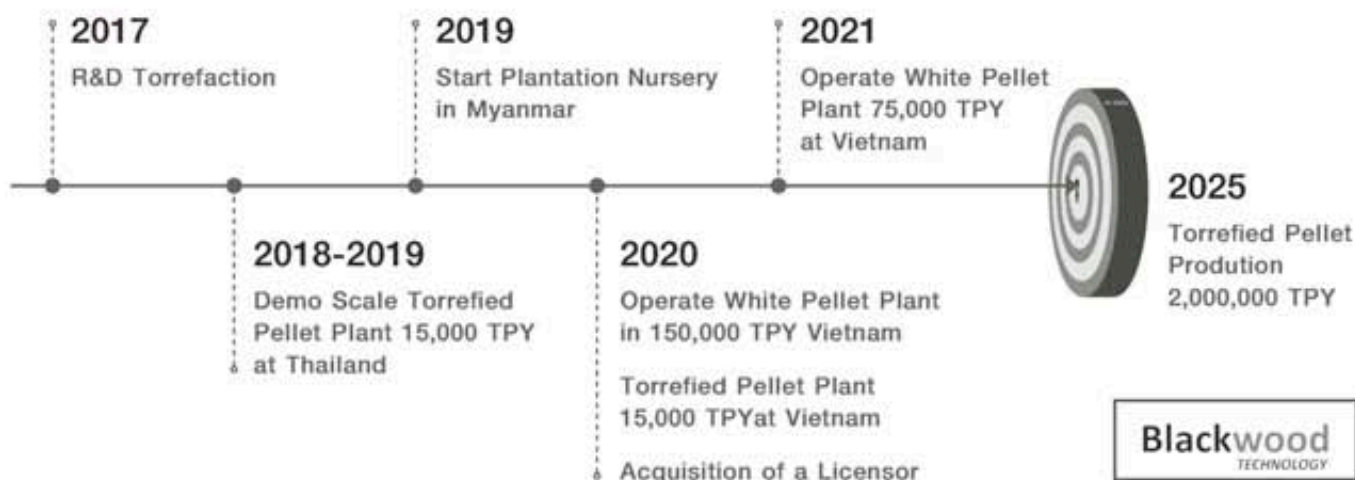 2017
R&D Torrefaction
2019
Start Plantation Nursery
in Myanmar
2021
Operate White Pellet
Plant 75,000 TPY
at Vietnam
2018-2019
Demo Scale Torrefied
Pellet Plant 15,000 TPY
at Thailand
2020
Operate White Pellet Plant
in 150,000 TPY Vietnam
Torrefied Pellet Plant
15,000 TPYat Vietnam
Acquisition of a Licensor
2025
Torrefied Pellet
Prodution
2,000,000 TPY
Blackwood
TECHNOLOGY